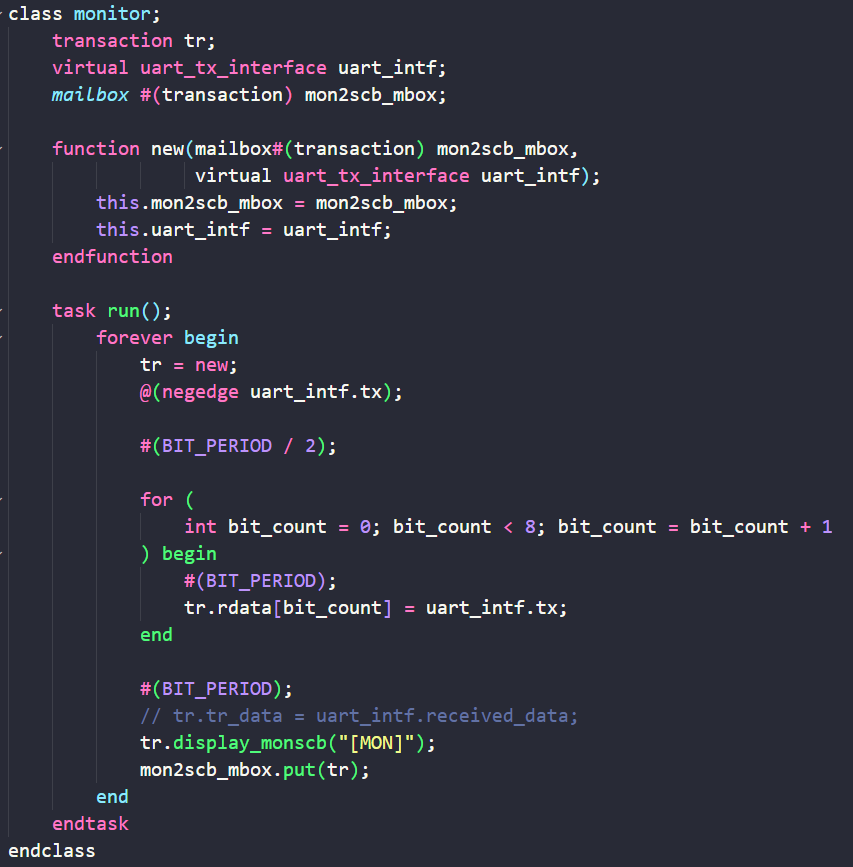 class monitor;
    transaction tr;
    virtual uart_tx_interface uart_intf;
    mailbox #(transaction) mon2scb_mbox;

    function new(mailbox#(transaction) mon2scb_mbox,
                 virtual uart_tx_interface uart_intf);
        this.mon2scb_mbox = mon2scb_mbox;
        this.uart_intf = uart_intf;
    endfunction

    task run();
        forever begin
            tr = new;
            @(negedge uart_intf.tx);

            #(BIT_PERIOD / 2);

            for (
                int bit_count = 0; bit_count < 8; bit_count = bit_count + 1
            ) begin
                #(BIT_PERIOD);
                tr.rdata[bit_count] = uart_intf.tx;
            end

            #(BIT_PERIOD);
            // tr.tr_data = uart_intf.received_data;
            tr.display_monscb("[MON]");
            mon2scb_mbox.put(tr);
        end
    endtask
endclass